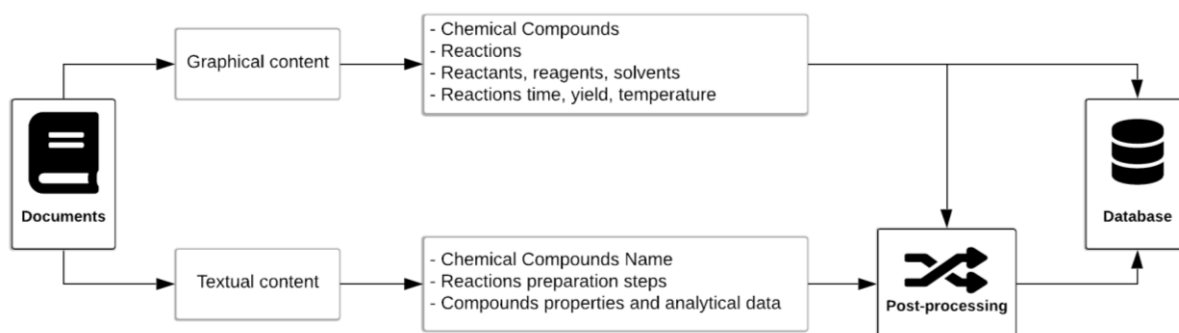 Graphical content
- Chemical Compounds
- Reactions
- Reactants, reagents, solvents
- Reactions time, yield, temperature
Documents
Database
Textual content
- Chemical Compounds Name
- Reactions preparation steps
- Compounds properties and analytical data
Post-processing